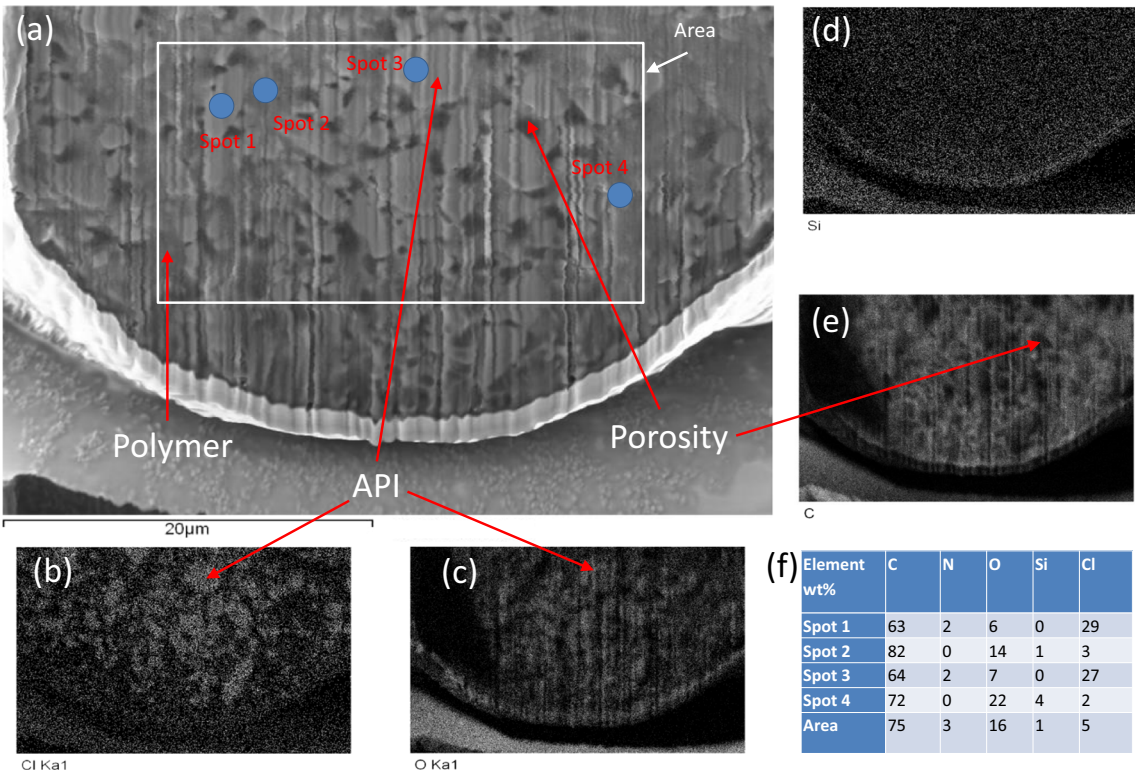 (a)
Area
Spot 3
Spot 1
Spot 2
Spot 4
Polymer
Porosity
API
20µm
(d)
Si
(e)
C
(b)
Cl Ka1
(c)
O Ka1
(f)
Element wt% C N O Si Cl
Spot 1 63 2 6 0 29
Spot 2 82 0 14 1 3
Spot 3 64 2 7 0 27
Spot 4 72 0 22 4 2
Area 75 3 16 1 5